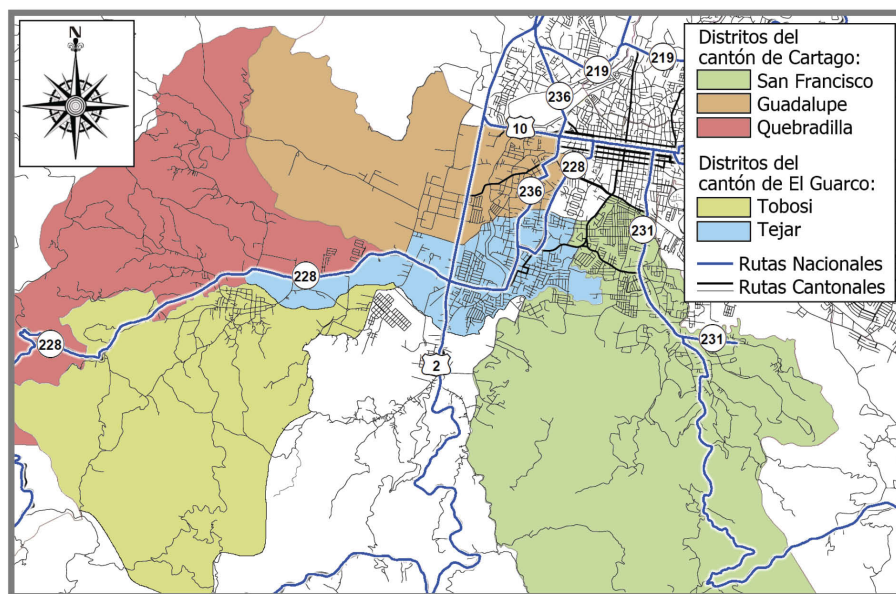 N
Distritos del
cantón de Cartago:
San Francisco
Guadalupe
Quebradilla
Distritos del
cantón de El Guarco:
Tobosi
Tejar
Rutas Nacionales
Rutas Cantonales
219
219
236
10
228
236
231
228
231
228
2